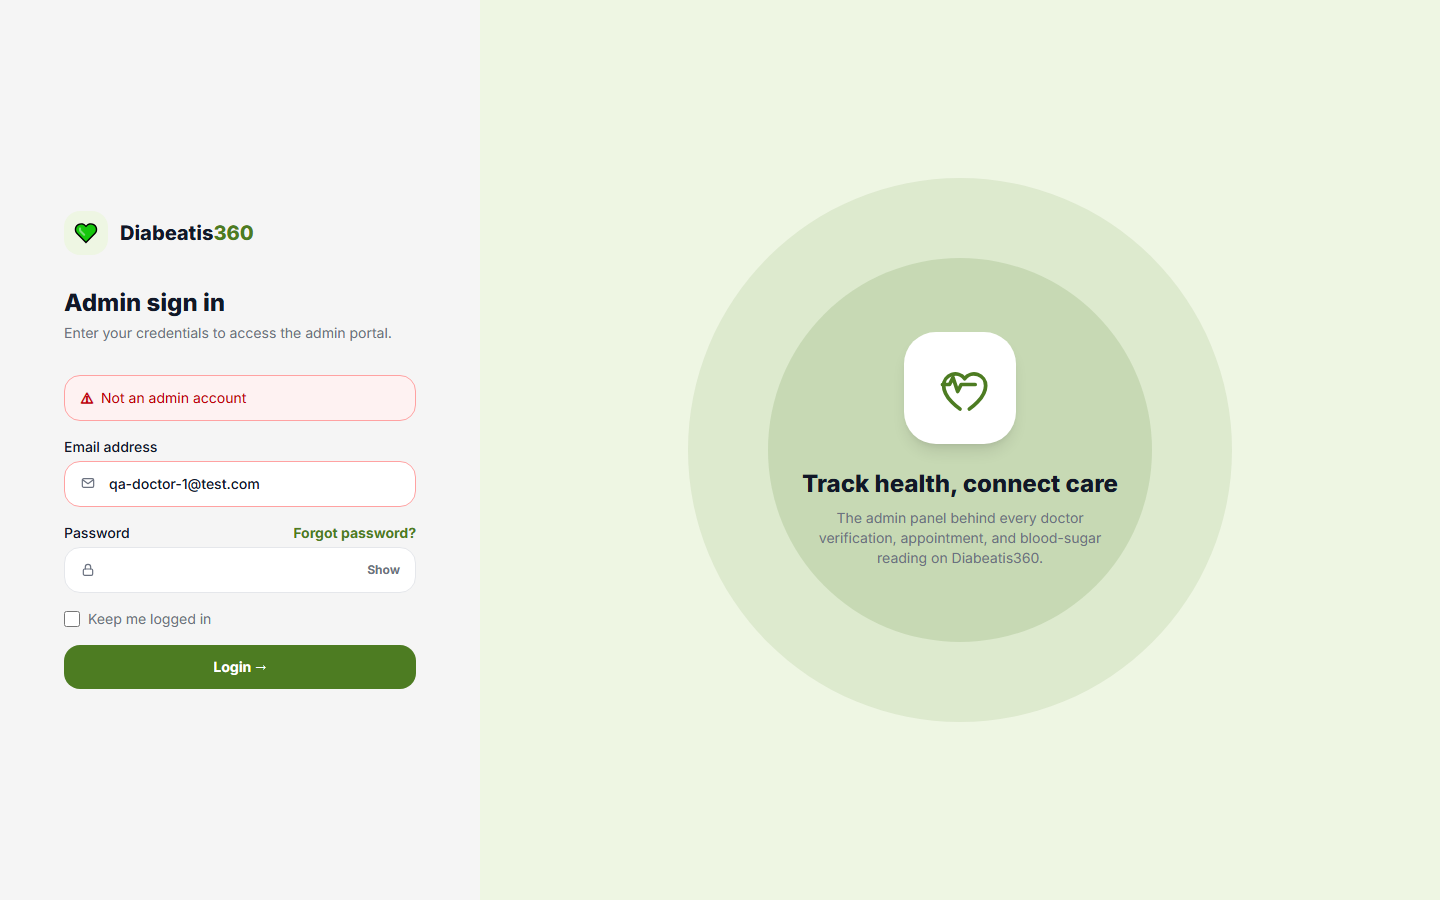 Diabeatis360
Admin sign in
Enter your credentials to access the admin portal.
Not an admin account
Email address
qa-doctor-1@test.com
Password
Forgot password?
Show
Keep me logged in
Login →
Track health, connect care
The admin panel behind every doctor
verification, appointment, and blood-sugar
reading on Diabeatis360.